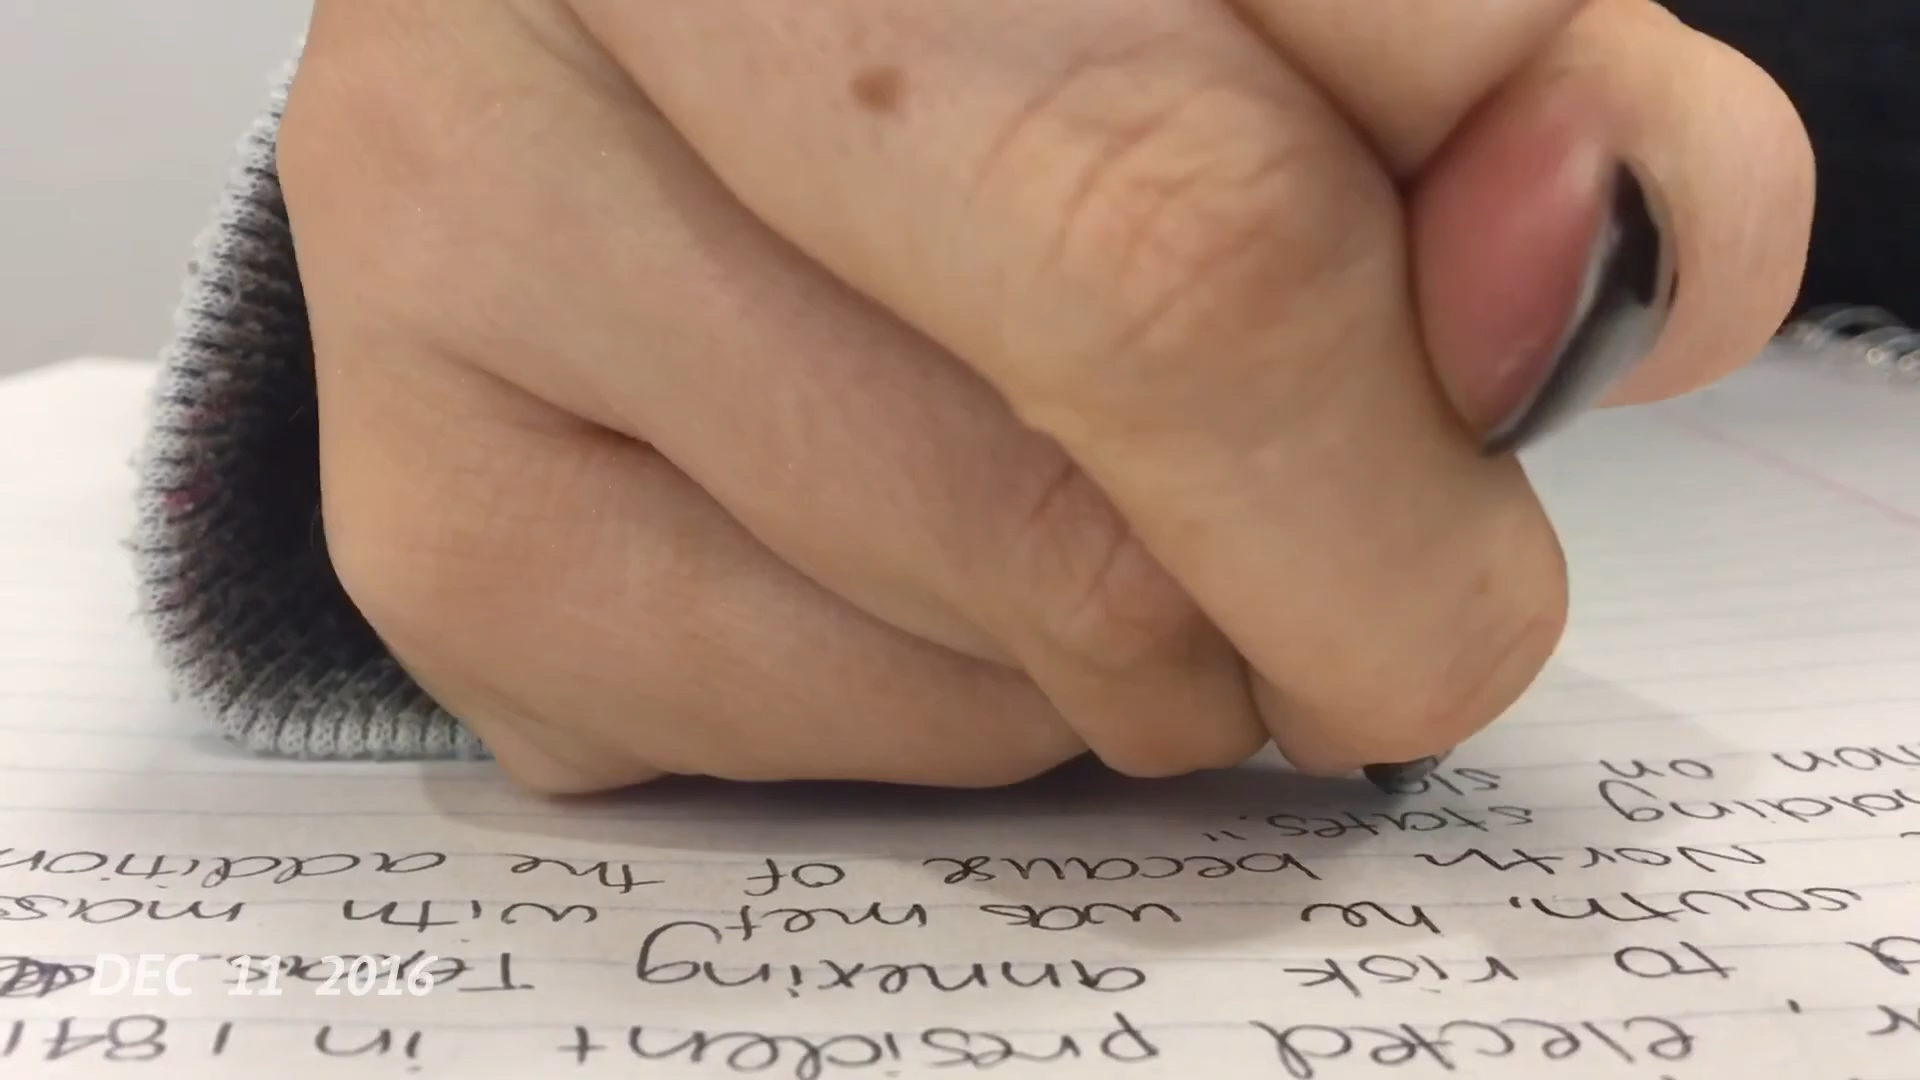 elected president in 1841
to risk annexing Texas.
south, he was met with mass
North because of the addition
states."
on
DEC 11 2016